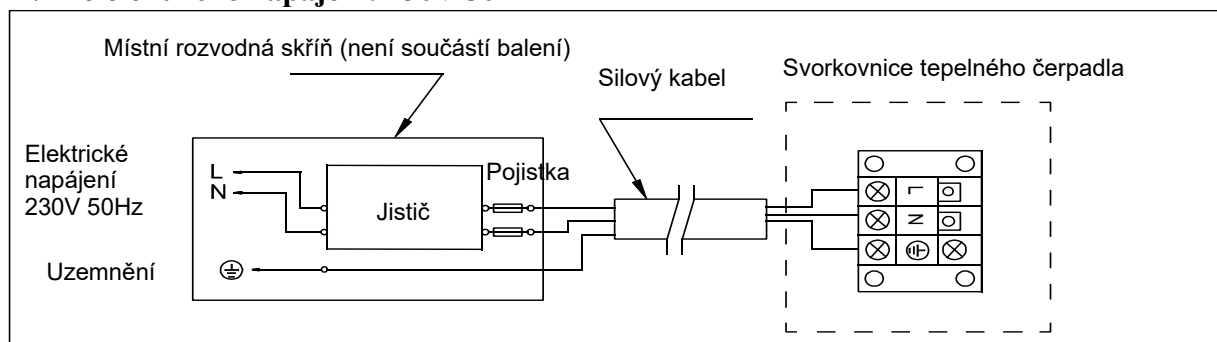 Místní rozvodná skříň (není součástí balení)
Silový kabel
Svorkovnice tepelného čerpadla
Elektrické
napájení
230V 50Hz
L
N
Pojistka
Jistič
Uzemnění
L
N